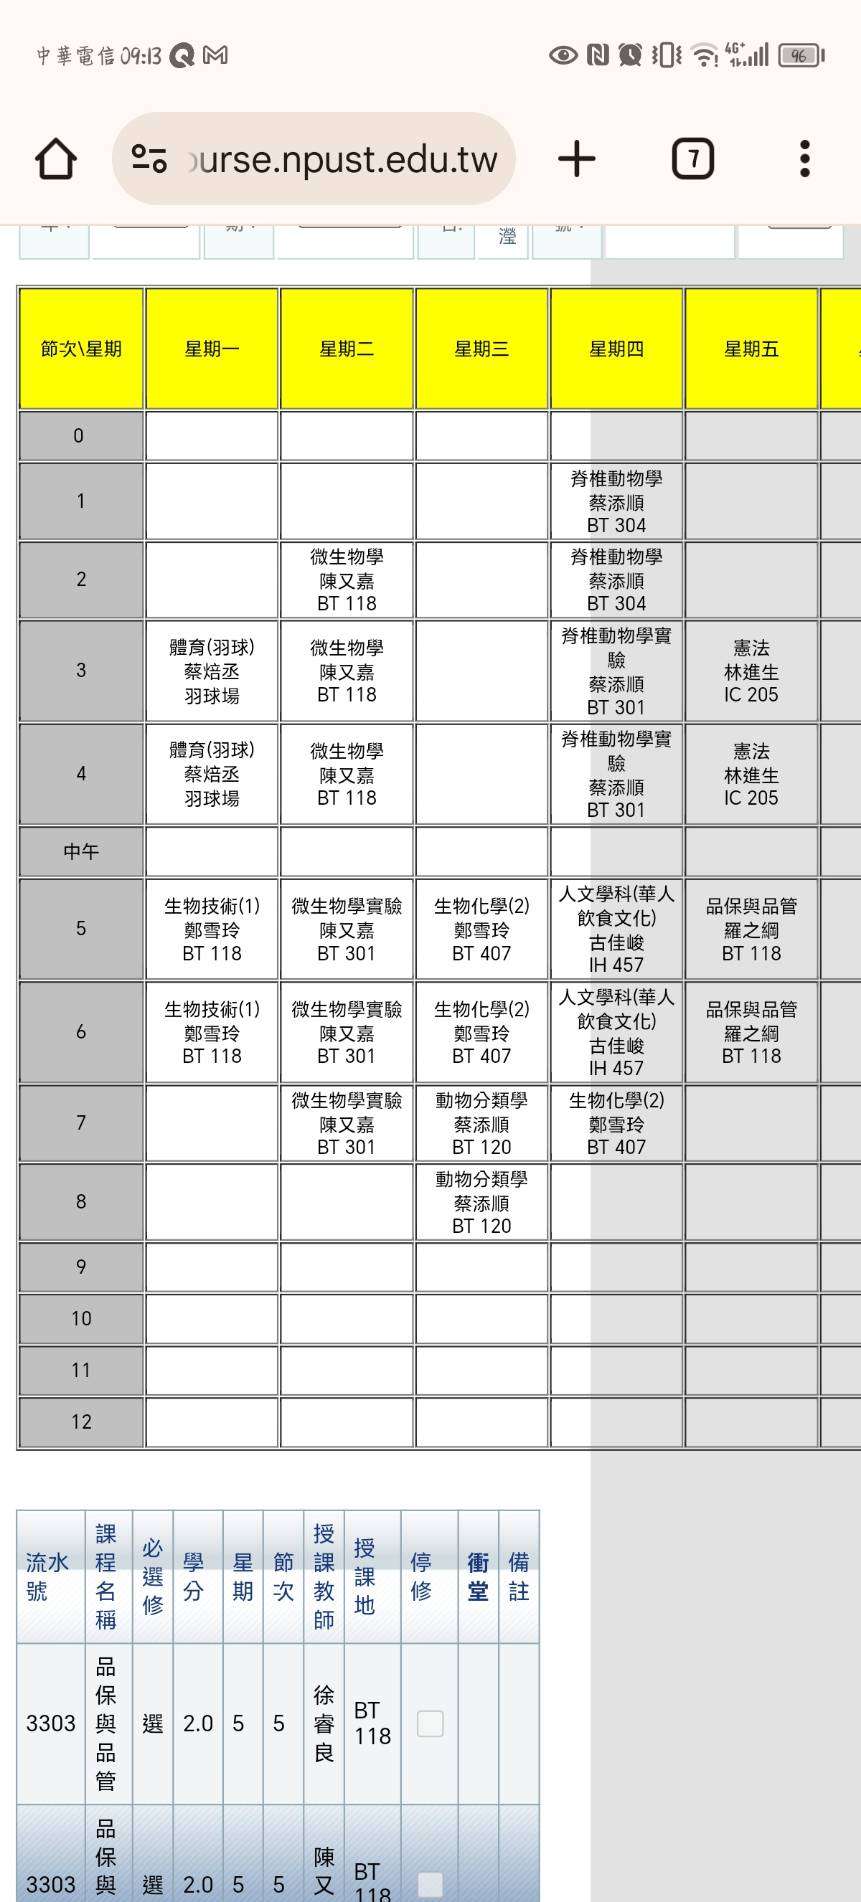 中華電信 09:13
4G+
96
ourse.npust.edu.tw
7
瀅
節次\星期 星期一 星期二 星期三 星期四 星期五
0
1
脊椎動物學
蔡添順
BT 304
2
微生物學
陳又嘉
BT 118
脊椎動物學
蔡添順
BT 304
3
體育(羽球)
蔡焙丞
羽球場
微生物學
陳又嘉
BT 118
脊椎動物學實
驗
蔡添順
BT 301
憲法
林進生
IC 205
4
體育(羽球)
蔡焙丞
羽球場
微生物學
陳又嘉
BT 118
脊椎動物學實
驗
蔡添順
BT 301
憲法
林進生
IC 205
中午
5
生物技術(1)
鄭雪玲
BT 118
微生物學實驗
陳又嘉
BT 301
生物化學(2)
鄭雪玲
BT 407
人文學科(華人
飲食文化)
古佳峻
IH 457
品保與品管
羅之綱
BT 118
6
生物技術(1)
鄭雪玲
BT 118
微生物學實驗
陳又嘉
BT 301
生物化學(2)
鄭雪玲
BT 407
人文學科(華人
飲食文化)
古佳峻
IH 457
品保與品管
羅之綱
BT 118
7
微生物學實驗
陳又嘉
BT 301
動物分類學
蔡添順
BT 120
生物化學(2)
鄭雪玲
BT 407
8
動物分類學
蔡添順
BT 120
9
10
11
12
流水
號
課
程
名
稱
必
選
修
學
分
星
期
節
次
授
課
教
師
授
課
地
停
修
衝
堂
備
註
3303
品
保
與
品
管
選
2.0
5
5
徐
睿
良
BT
118
3303
品
保
與
選
2.0
5
5
陳
又
BT
118